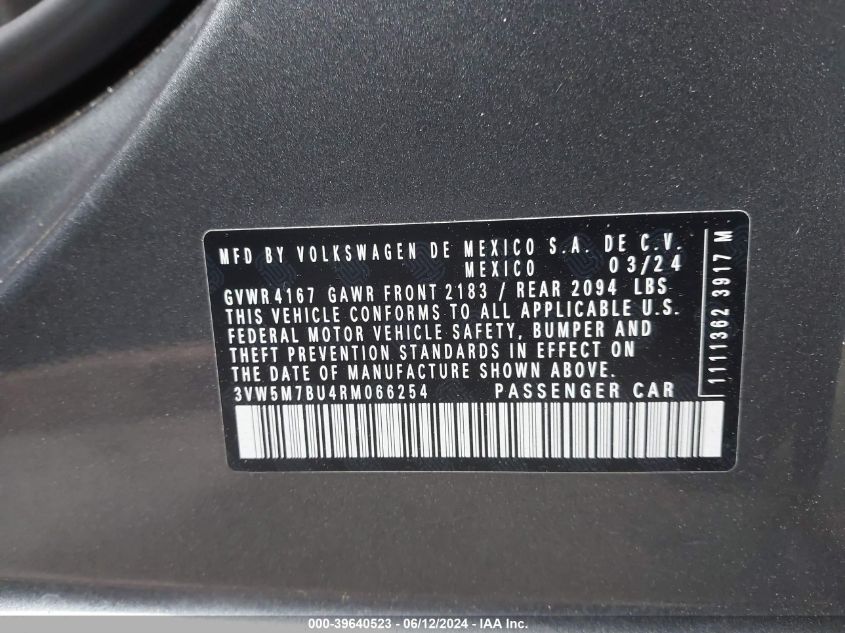 MFD BY VOLKSWAGEN DE MEXICO S.A. DE C.V.
MEXICO 03/24
GVWR 4167 GAWR FRONT 2183 / REAR 2094 LBS
THIS VEHICLE CONFORMS TO ALL APPLICABLE U.S.
FEDERAL MOTOR VEHICLE SAFETY, BUMPER AND
THEFT PREVENTION STANDARDS IN EFFECT ON
THE DATE OF MANUFACTURE SHOWN ABOVE.
3VW5M7BU4RM066254 PASSENGER CAR
1111362 3917 M
000-39640523 - 06/12/2024 - IAA Inc.